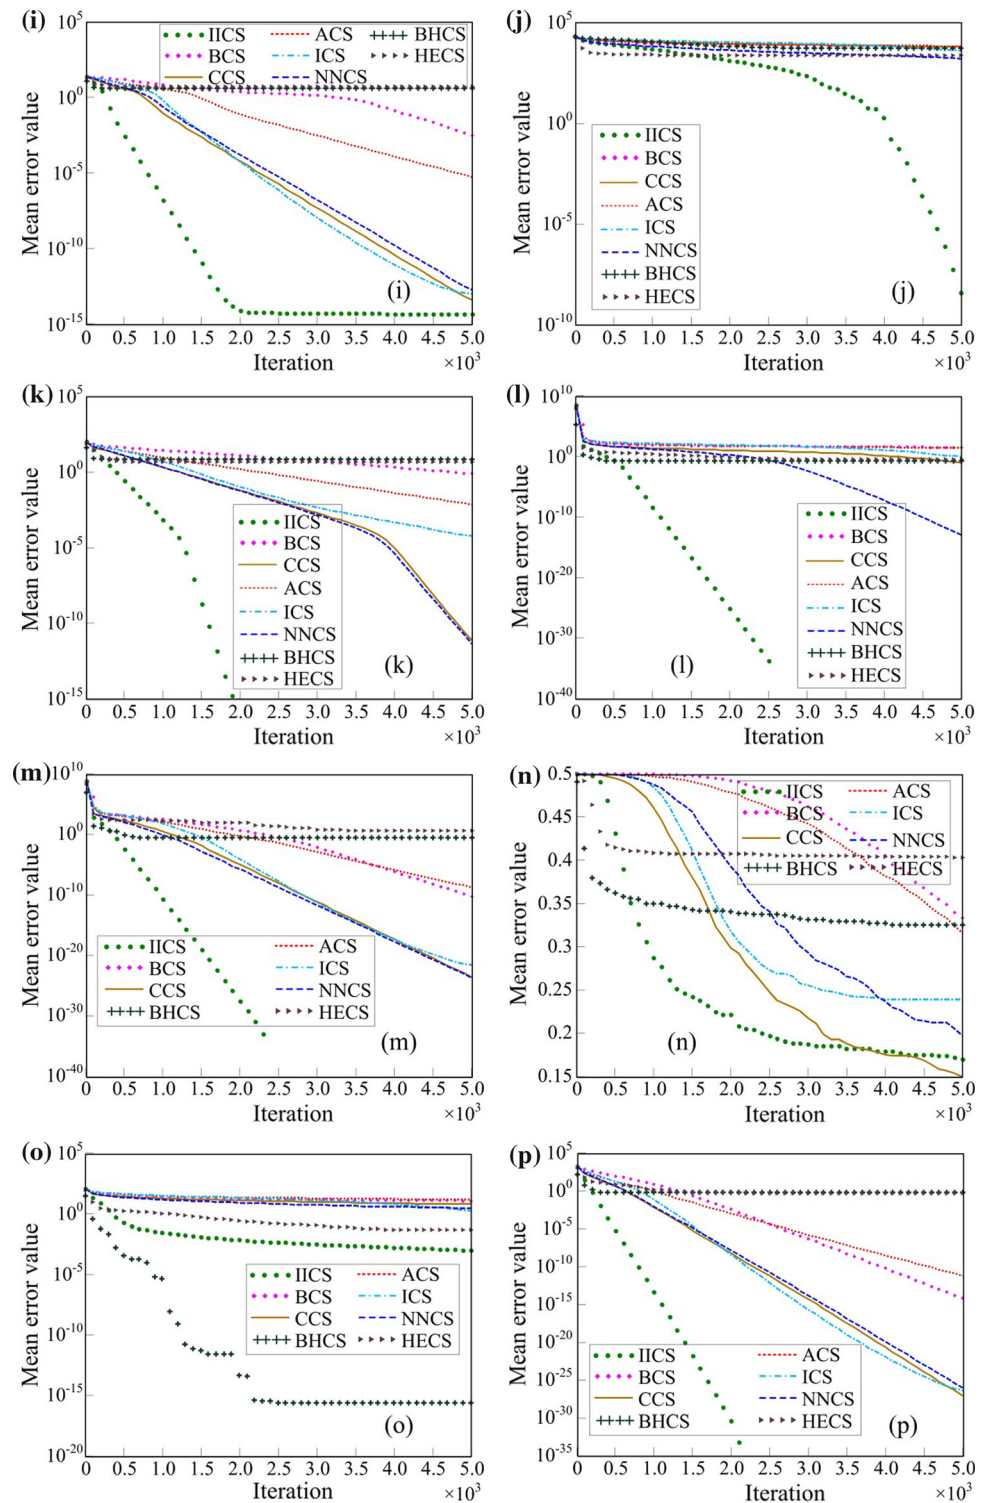 (i)
10^5
10^0
10^-5
10^-10
10^-15
Mean error value
IICS
BCS
CCS
ACS
ICS
NNCS
BHCS
HECS
(i)
0 0.5 1.0 1.5 2.0 2.5 3.0 3.5 4.0 4.5 5.0
Iteration
×10^3
(j)
10^5
10^0
10^-5
10^-10
Mean error value
IICS
BCS
CCS
ACS
ICS
NNCS
BHCS
HECS
(j)
0 0.5 1.0 1.5 2.0 2.5 3.0 3.5 4.0 4.5 5.0
Iteration
×10^3
(k)
10^5
10^0
10^-5
10^-10
10^-15
Mean error value
IICS
BCS
CCS
ACS
ICS
NNCS
BHCS
HECS
(k)
0 0.5 1.0 1.5 2.0 2.5 3.0 3.5 4.0 4.5 5.0
Iteration
×10^3
(l)
10^10
10^0
10^-10
10^-20
10^-30
10^-40
Mean error value
IICS
BCS
CCS
ACS
ICS
NNCS
BHCS
HECS
(l)
0 0.5 1.0 1.5 2.0 2.5 3.0 3.5 4.0 4.5 5.0
Iteration
×10^3
(m)
10^10
10^0
10^-10
10^-20
10^-30
10^-40
Mean error value
IICS
BCS
CCS
BHCS
ACS
ICS
NNCS
HECS
(m)
0 0.5 1.0 1.5 2.0 2.5 3.0 3.5 4.0 4.5 5.0
Iteration
×10^3
(n)
0.5
0.45
0.4
0.35
0.3
0.25
0.2
0.15
Mean error value
IICS
BCS
CCS
BHCS
ACS
ICS
NNCS
HECS
(n)
0 0.5 1.0 1.5 2.0 2.5 3.0 3.5 4.0 4.5 5.0
Iteration
×10^3
(o)
10^5
10^0
10^-5
10^-10
10^-15
10^-20
Mean error value
IICS
BCS
CCS
BHCS
ACS
ICS
NNCS
HECS
(o)
0 0.5 1.0 1.5 2.0 2.5 3.0 3.5 4.0 4.5 5.0
Iteration
×10^3
(p)
10^5
10^0
10^-5
10^-10
10^-15
10^-20
10^-25
10^-30
10^-35
Mean error value
IICS
BCS
CCS
BHCS
ACS
ICS
NNCS
HECS
(p)
0 0.5 1.0 1.5 2.0 2.5 3.0 3.5 4.0 4.5 5.0
Iteration
×10^3